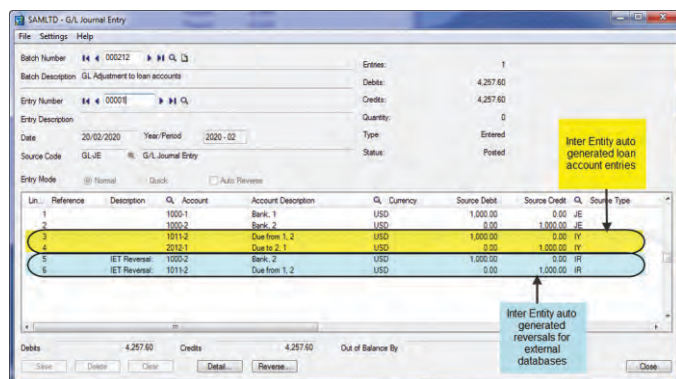 SAMLTD - G/L Journal Entry
File Settings Help
Batch Number 000212
Batch Description GL Adjustment to loan accounts
Entry Number 00001
Entry Description
Date 20/02/2020 Year/Period 2020 - 02
Source Code GL-JE G/L Journal Entry
Entry Mode Normal Quick Auto Reverse
Entries: 1
Debits: 4,257.60
Credits: 4,257.60
Quantity: 0
Type: Entered
Status: Posted
Inter Entity auto
generated loan
account entries
Lin... Reference Description Account Account Description Currency Source Debit Source Credit Source Type
1 1000-1 Bank, 1 USD 1,000.00 0.00 JE
2 1000-2 Bank, 2 USD 0.00 1,000.00 JE
3 1011-2 Due from 1, 2 USD 1,000.00 0.00 IY
4 2012-1 Due to 2, 1 USD 0.00 1,000.00 IY
5 IET Reversal: 1000-2 Bank, 2 USD 1,000.00 0.00 IR
6 IET Reversal: 1011-2 Due from 1, 2 USD 0.00 1,000.00 IR
Inter Entity auto
generated
reversals for
external
databases
Debits 4,257.60 Credits 4,257.60 Out of Balance By
Save Delete Clear Detail... Reverse... Close